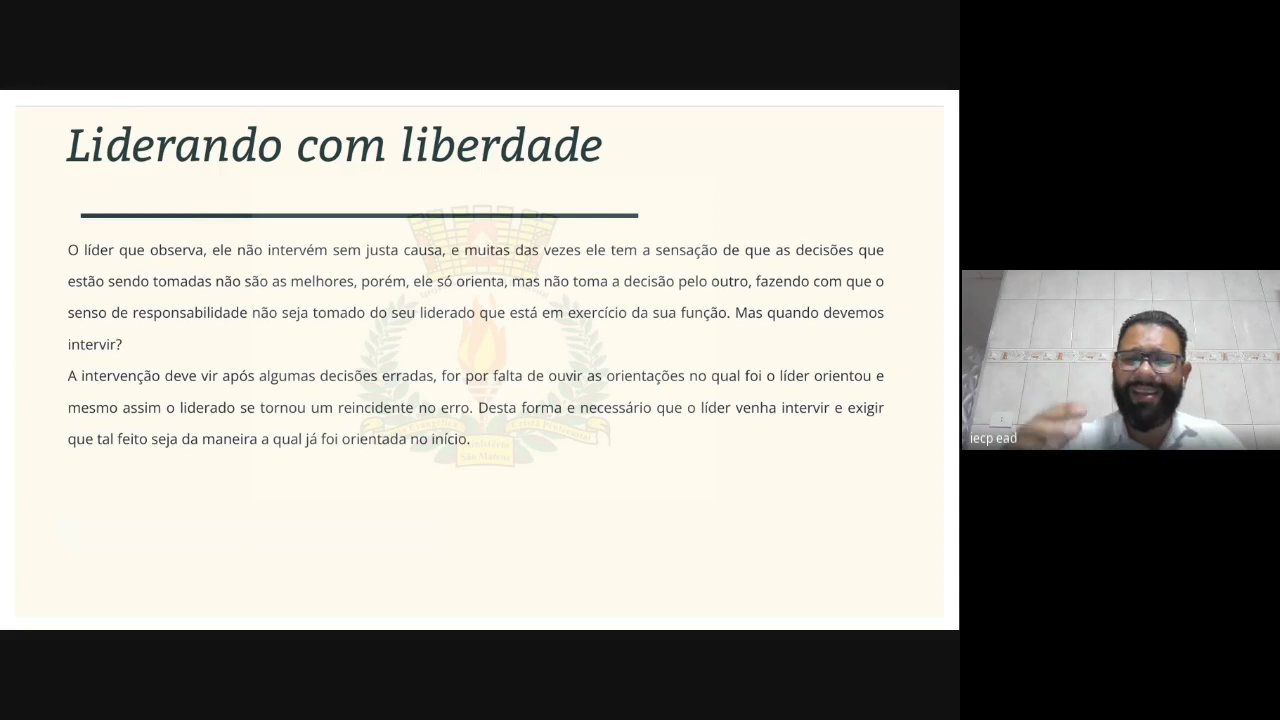 Liderando com liberdade
O líder que observa, ele não intervém sem justa causa, e muitas das vezes ele tem a sensação de que as decisões que
estão sendo tomadas não são as melhores, porém, ele só orienta, mas não toma a decisão pelo outro, fazendo com que o
senso de responsabilidade não seja tomado do seu liderado que está em exercício da sua função. Mas quando devemos
intervir?
A intervenção deve vir após algumas decisões erradas, for por falta de ouvir as orientações no qual foi o líder orientou e
mesmo assim o liderado se tornou um reincidente no erro. Desta forma e necessário que o líder venha intervir e exigir
que tal feito seja da maneira a qual já foi orientada no início.
São Mateus
iecp ead